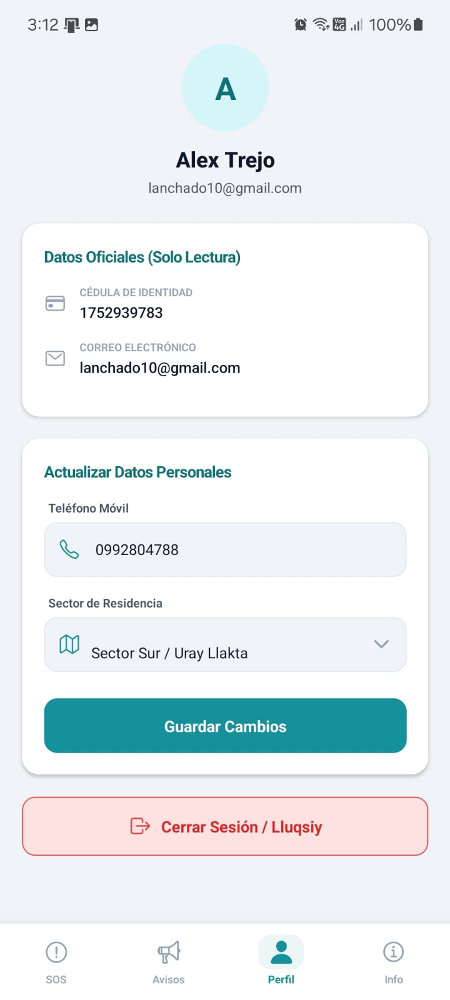 3:12
Voz
4G
100%
A
Alex Trejo
lanchado10@gmail.com
Datos Oficiales (Solo Lectura)
CÉDULA DE IDENTIDAD
1752939783
CORREO ELECTRÓNICO
lanchado10@gmail.com
Actualizar Datos Personales
Teléfono Móvil
0992804788
Sector de Residencia
Sector Sur / Uray Llakta
Guardar Cambios
Cerrar Sesión / Lluqsiy
SOS
Avisos
Perfil
Info